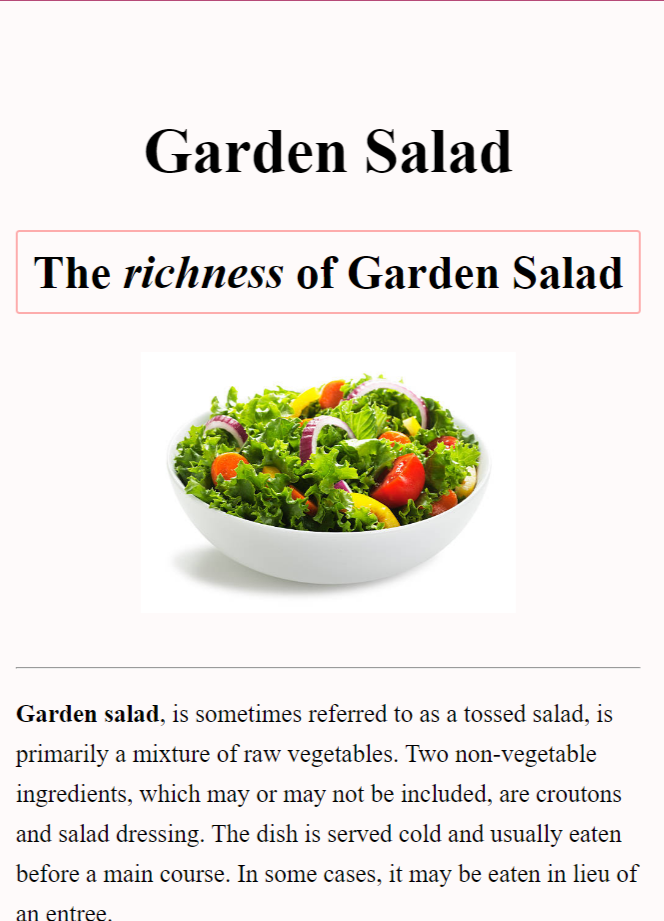 Garden Salad
The richness of Garden Salad
Garden salad, is sometimes referred to as a tossed salad, is
primarily a mixture of raw vegetables. Two non-vegetable
ingredients, which may or may not be included, are croutons
and salad dressing. The dish is served cold and usually eaten
before a main course. In some cases, it may be eaten in lieu of
an entree.